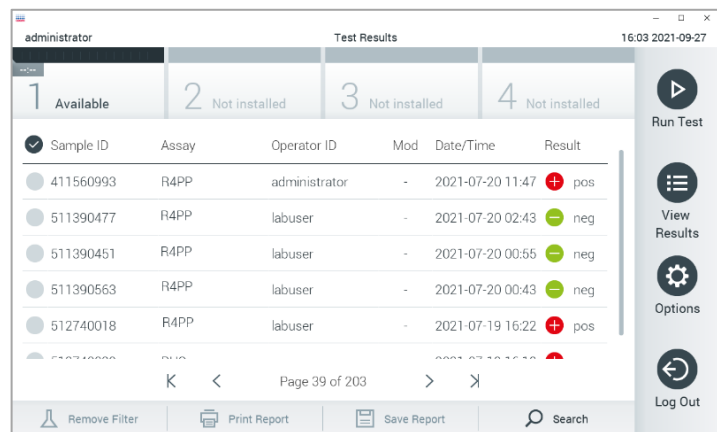 administrator Test Results 16:03 2021-09-27
--:--
1 Available 2 Not installed 3 Not installed 4 Not installed
Run Test
Sample ID Assay Operator ID Mod Date/Time Result
411560993 R4PP administrator - 2021-07-20 11:47 pos
511390477 R4PP labuser - 2021-07-20 02:43 neg
511390451 R4PP labuser - 2021-07-20 00:55 neg
511390563 R4PP labuser - 2021-07-20 00:43 neg
512740018 R4PP labuser - 2021-07-19 16:22 pos
View
Results
Options
Page 39 of 203
Log Out
Remove Filter Print Report Save Report Search